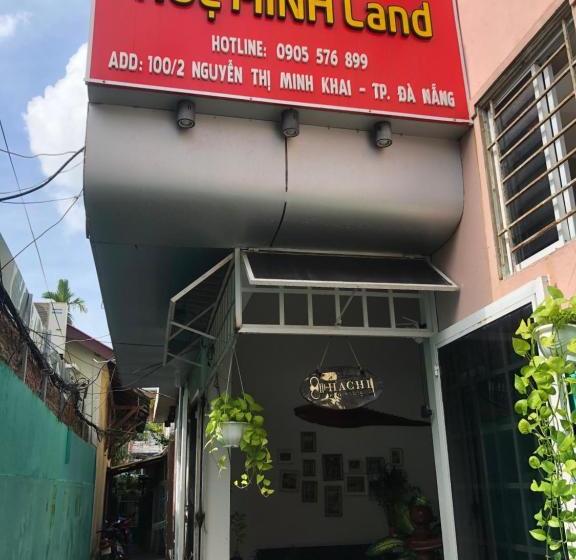 MINH Land
HOTLINE: 0905 576 899
ADD: 100/2 NGUYỄN THỊ MINH KHAI - TP. ĐÀ NẴNG
HACHI